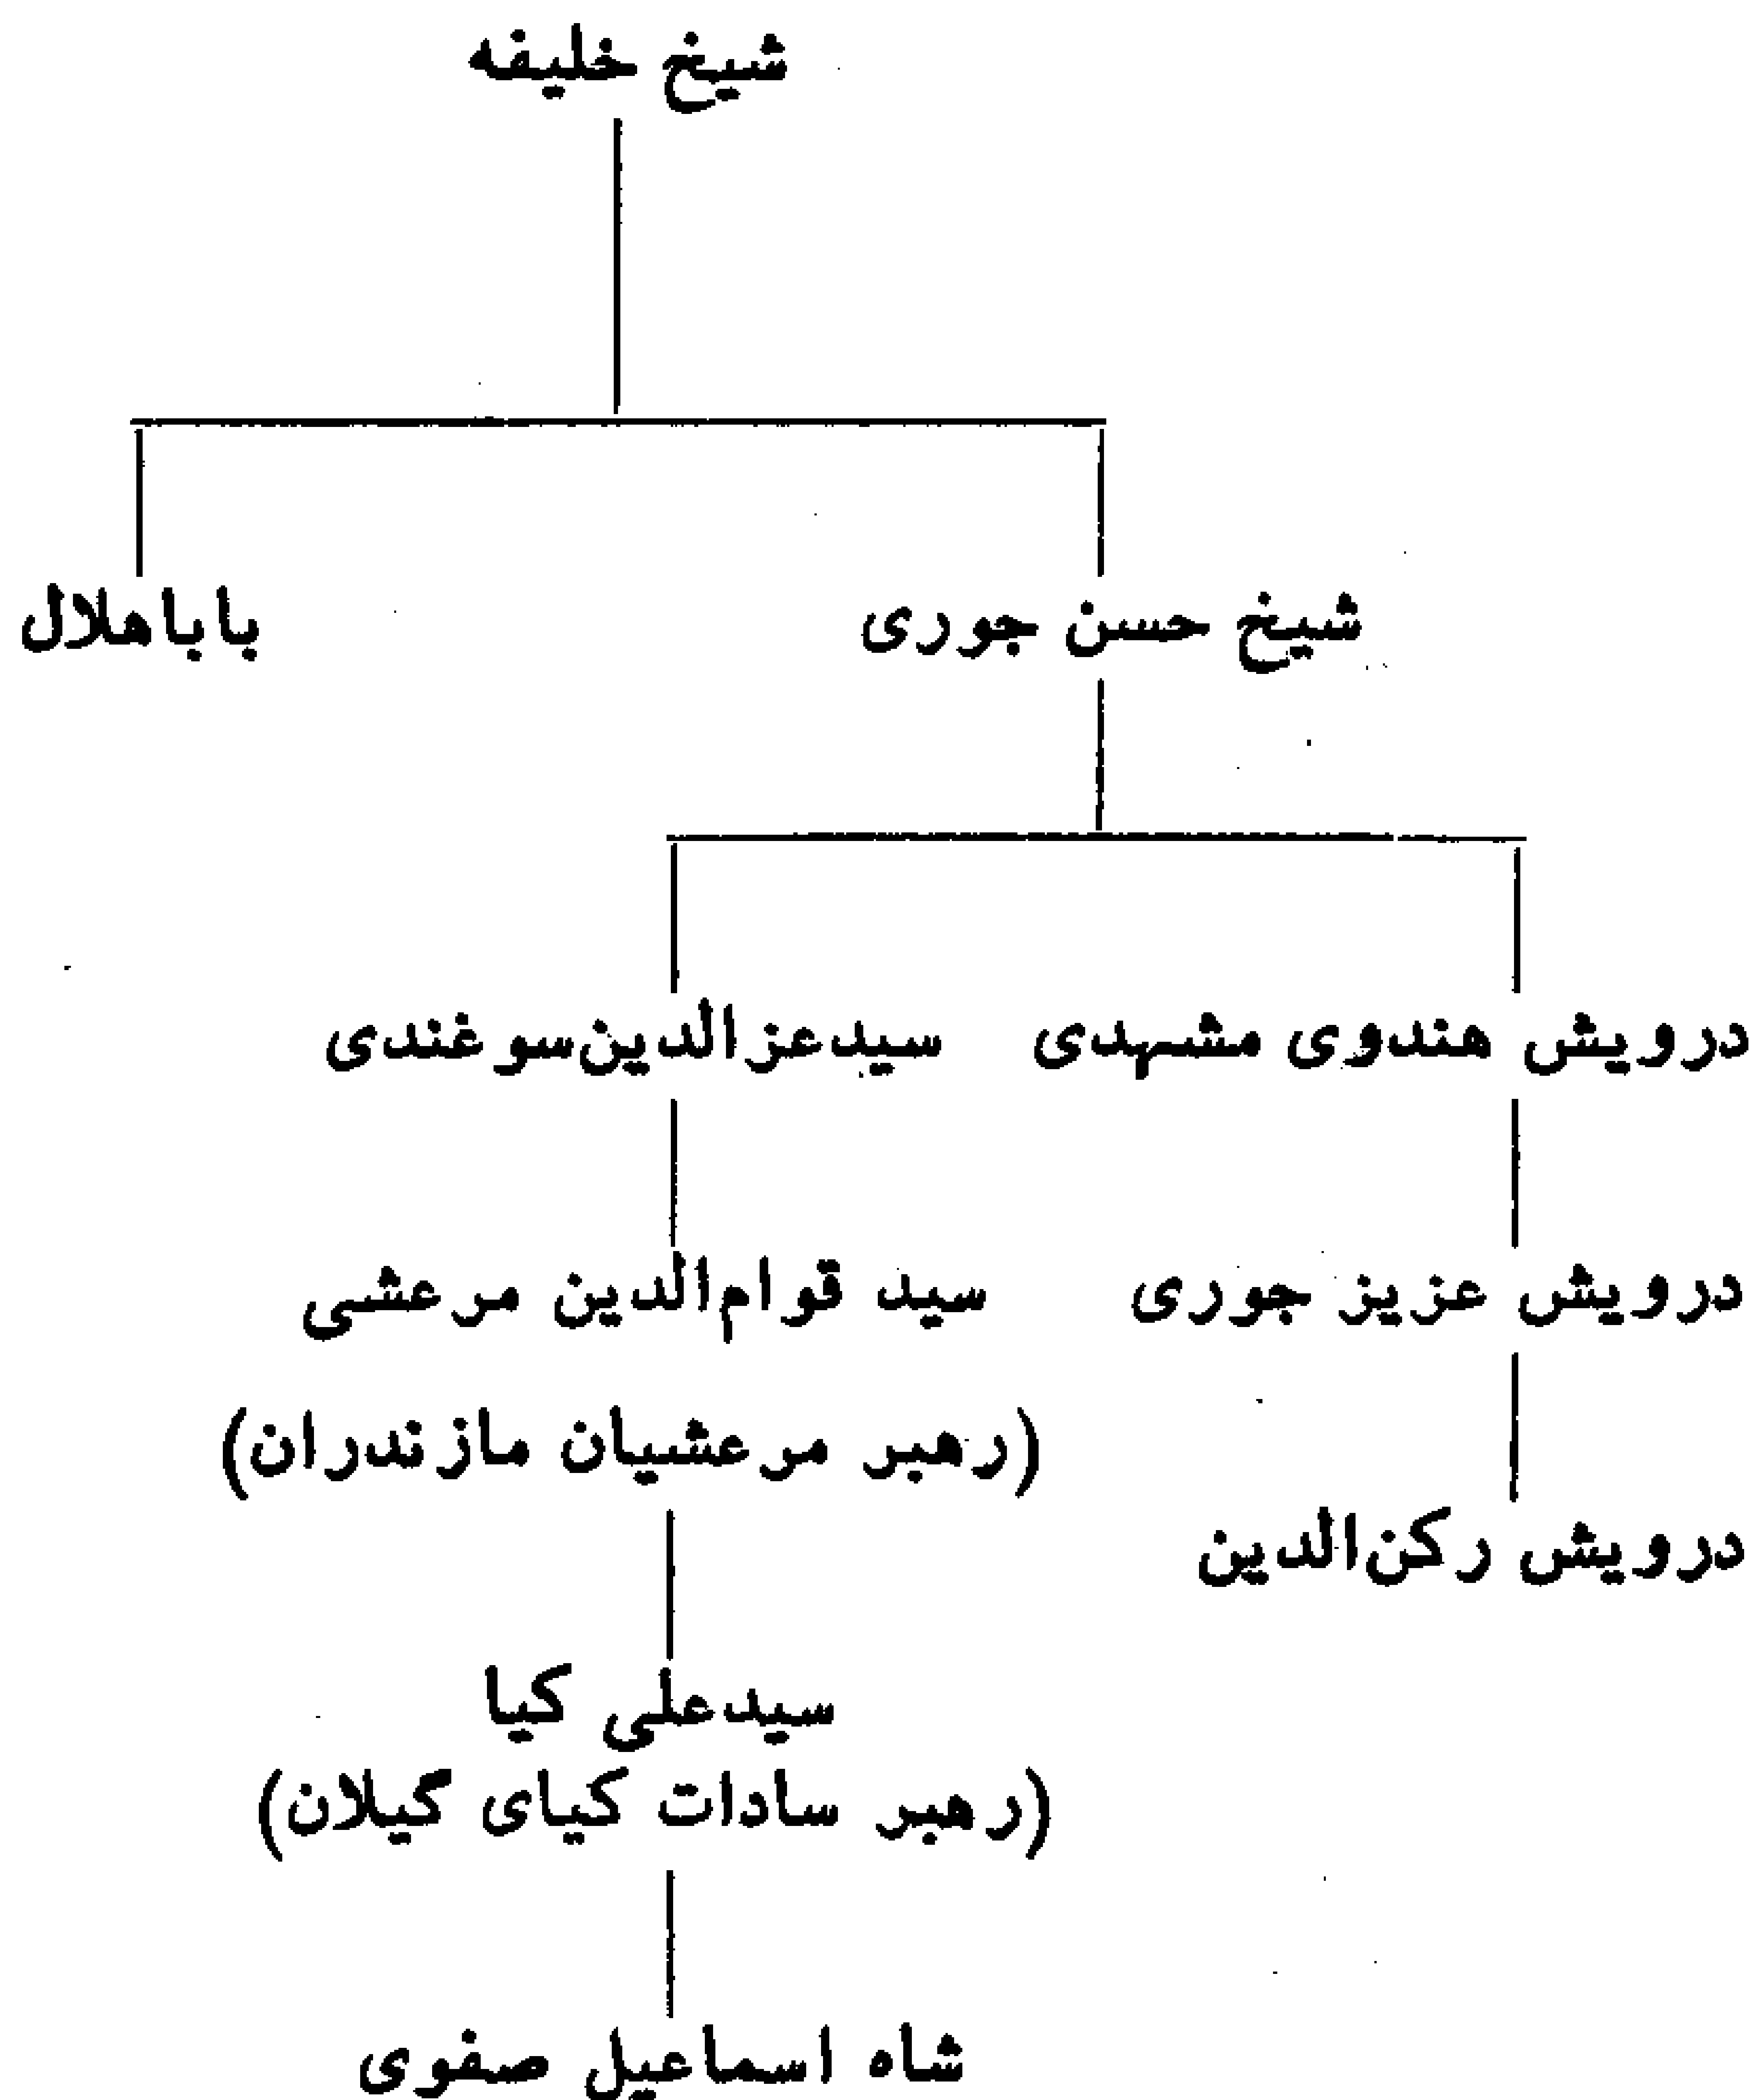 شیخ خلیفه
شیخ حسن جوری
باباهلال
درویش هندوی مشهدی
سیدعزالدین‌سوغندی
درویش عزیز جوری
سید قوام‌الدین مرعشی
(رهبر مرعشیان مازندران)
درویش رکن‌الدین
سیدعلی کیا
(رهبر سادات کیای گیلان)
شاه اسماعیل صفوی